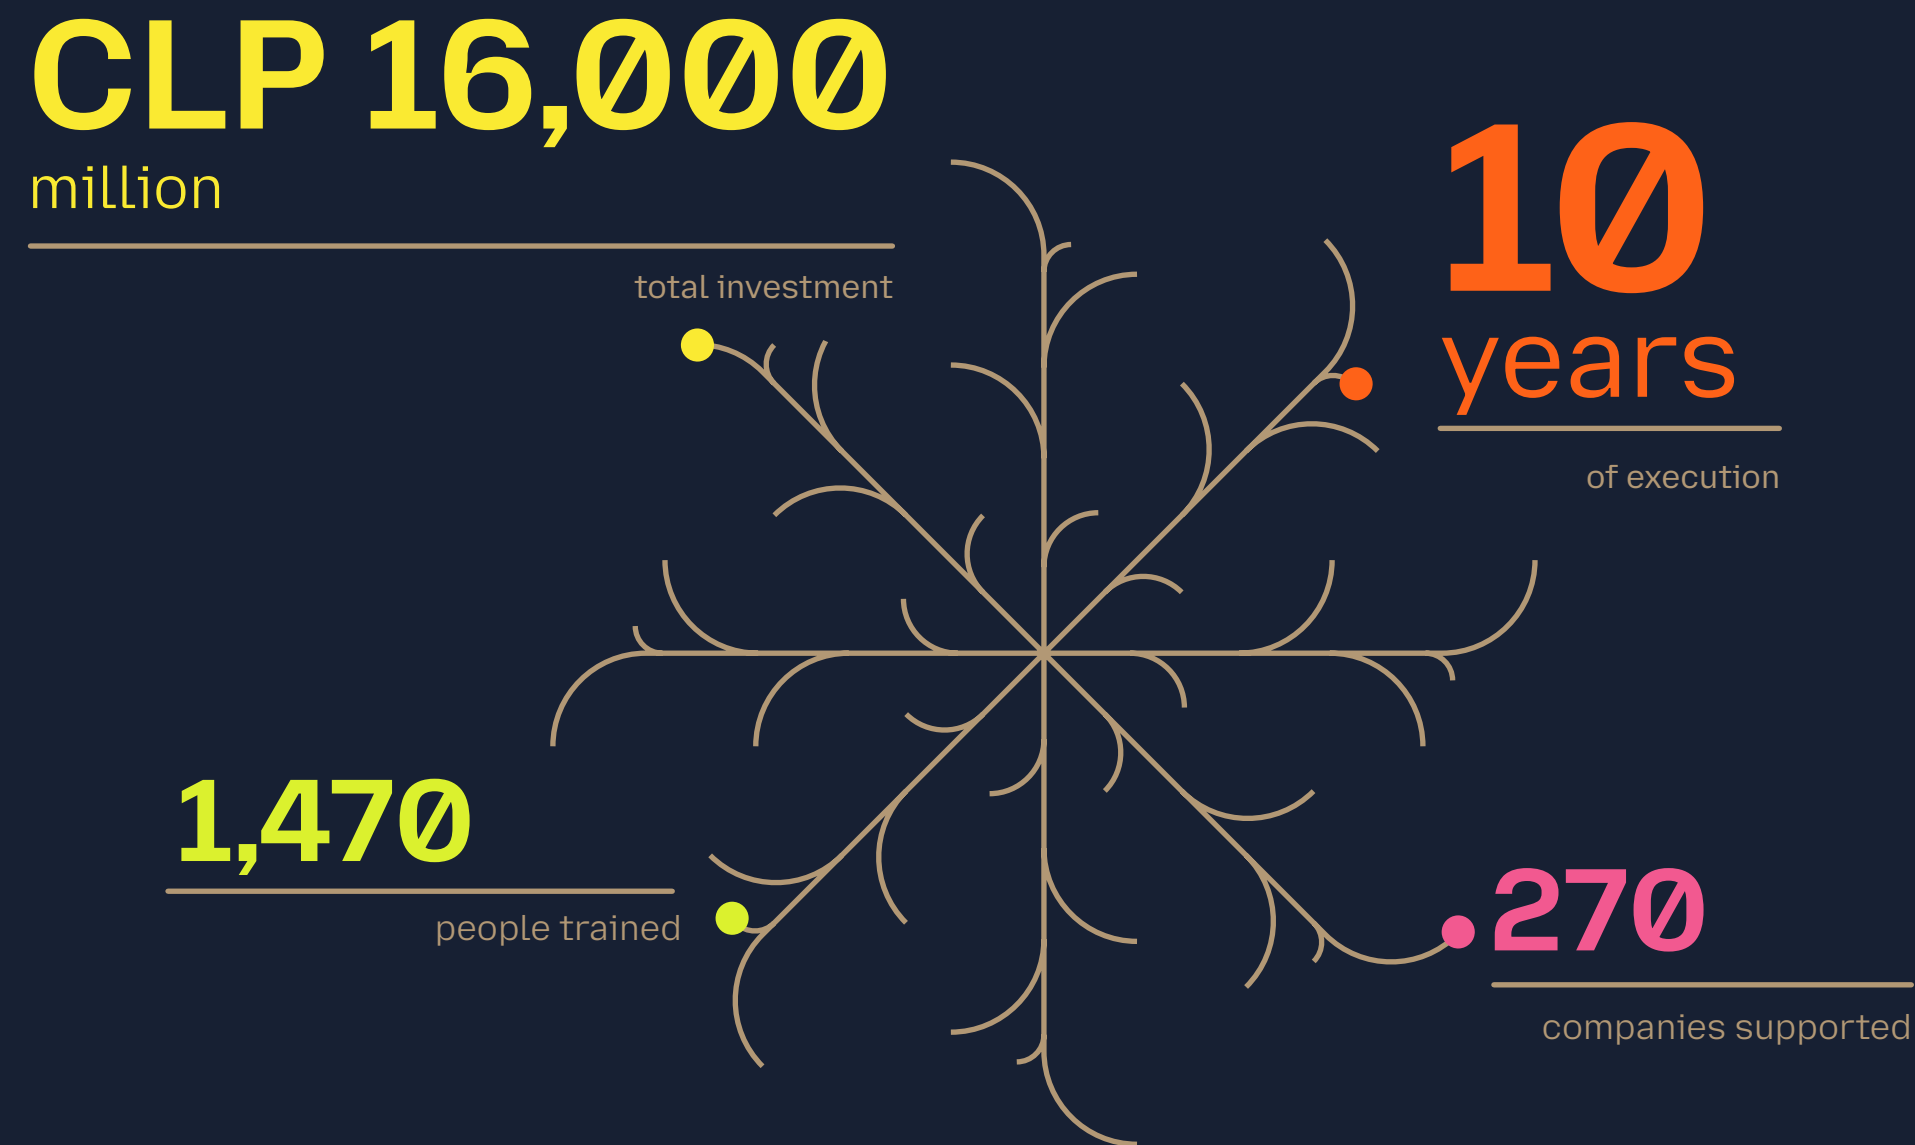 CLP 16,000
million
total investment
10
years
of execution
1,470
people trained
270
companies supported